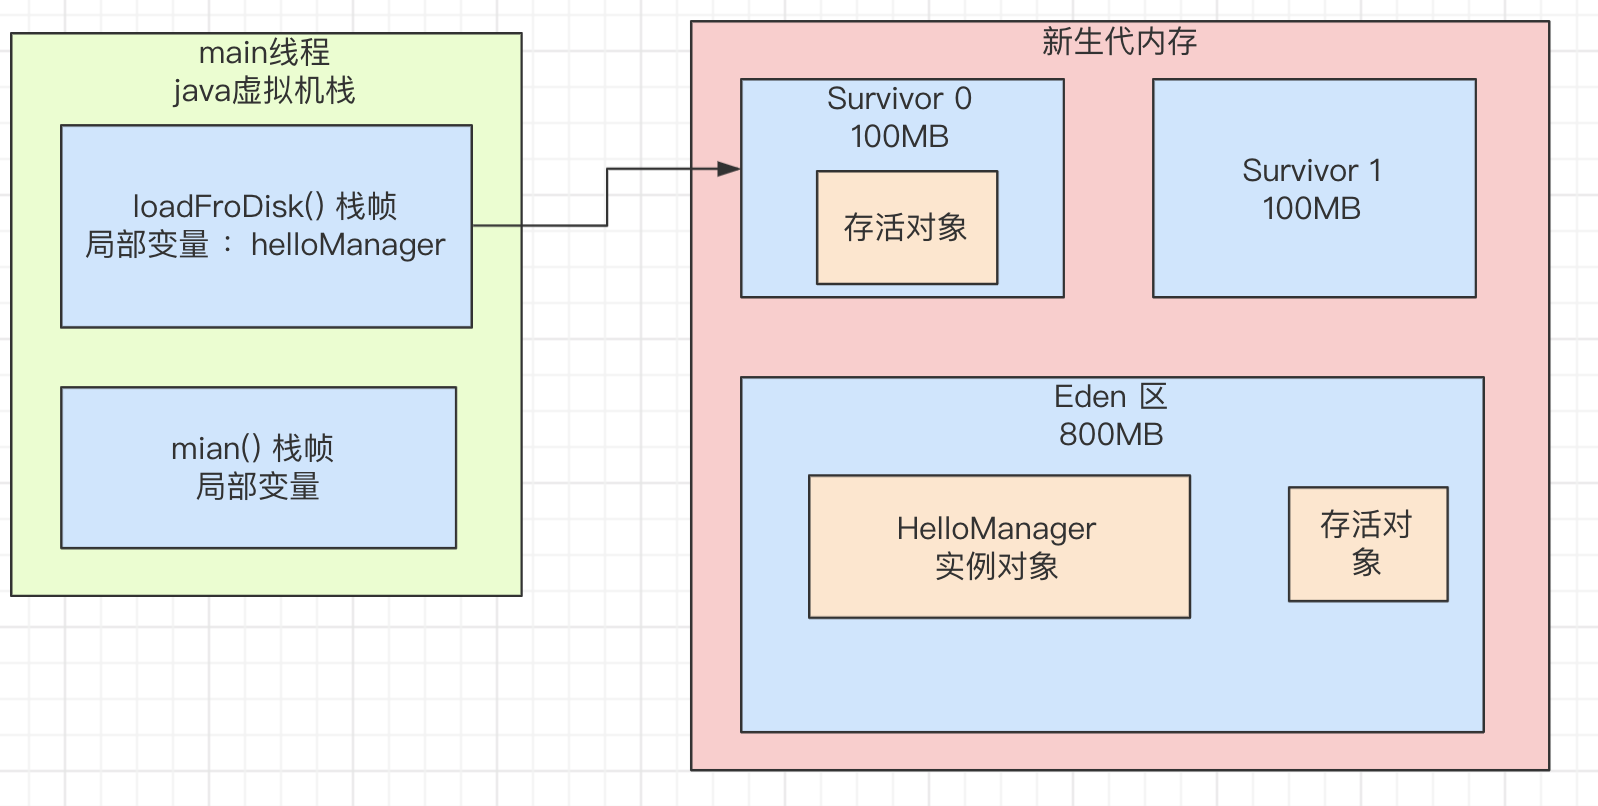 main线程
java虚拟机栈
loadFroDisk() 栈帧
局部变量 ： helloManager
mian() 栈帧
局部变量
新生代内存
Survivor 0
100MB
存活对象
Survivor 1
100MB
Eden 区
800MB
HelloManager
实例对象
存活对
象